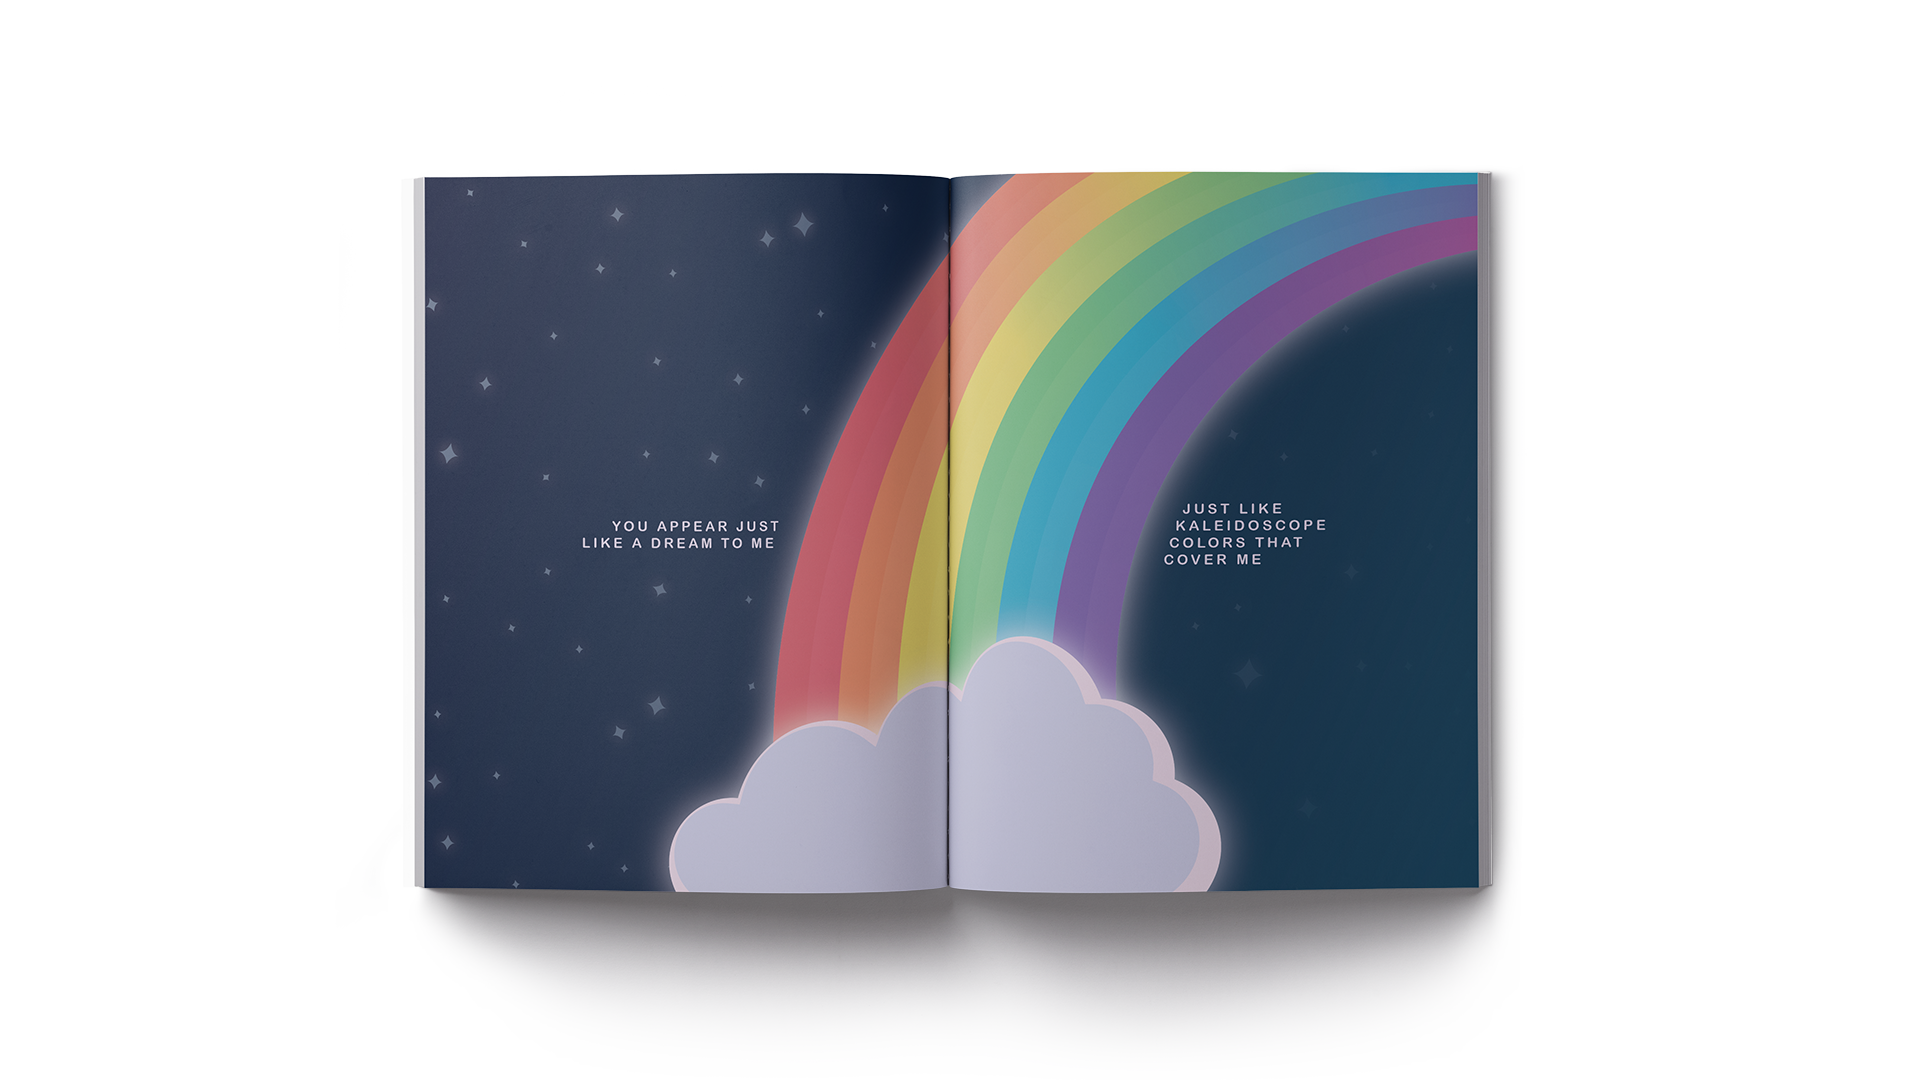 YOU APPEAR JUST
LIKE A DREAM TO ME
JUST LIKE
KALEIDOSCOPE
COLORS THAT
COVER ME